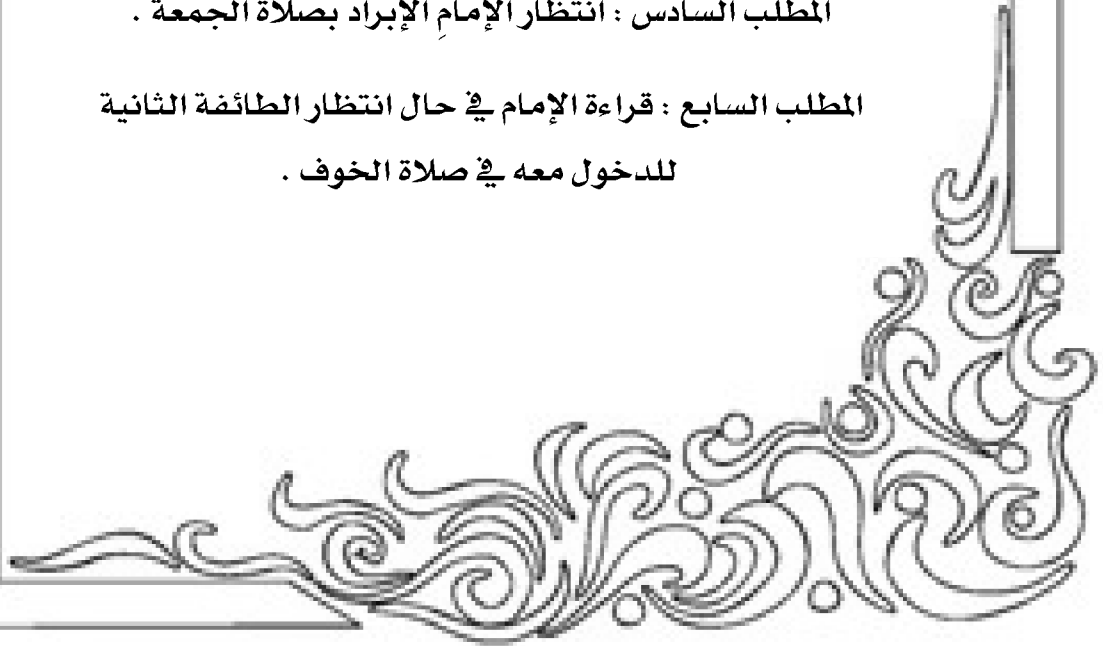 المطلب السادس : انتظار الإمامِ الإبراد بصلاة الجمعة .
المطلب السابع : قراءة الإمام في حال انتظار الطائفة الثانية
للدخول معه في صلاة الخوف .